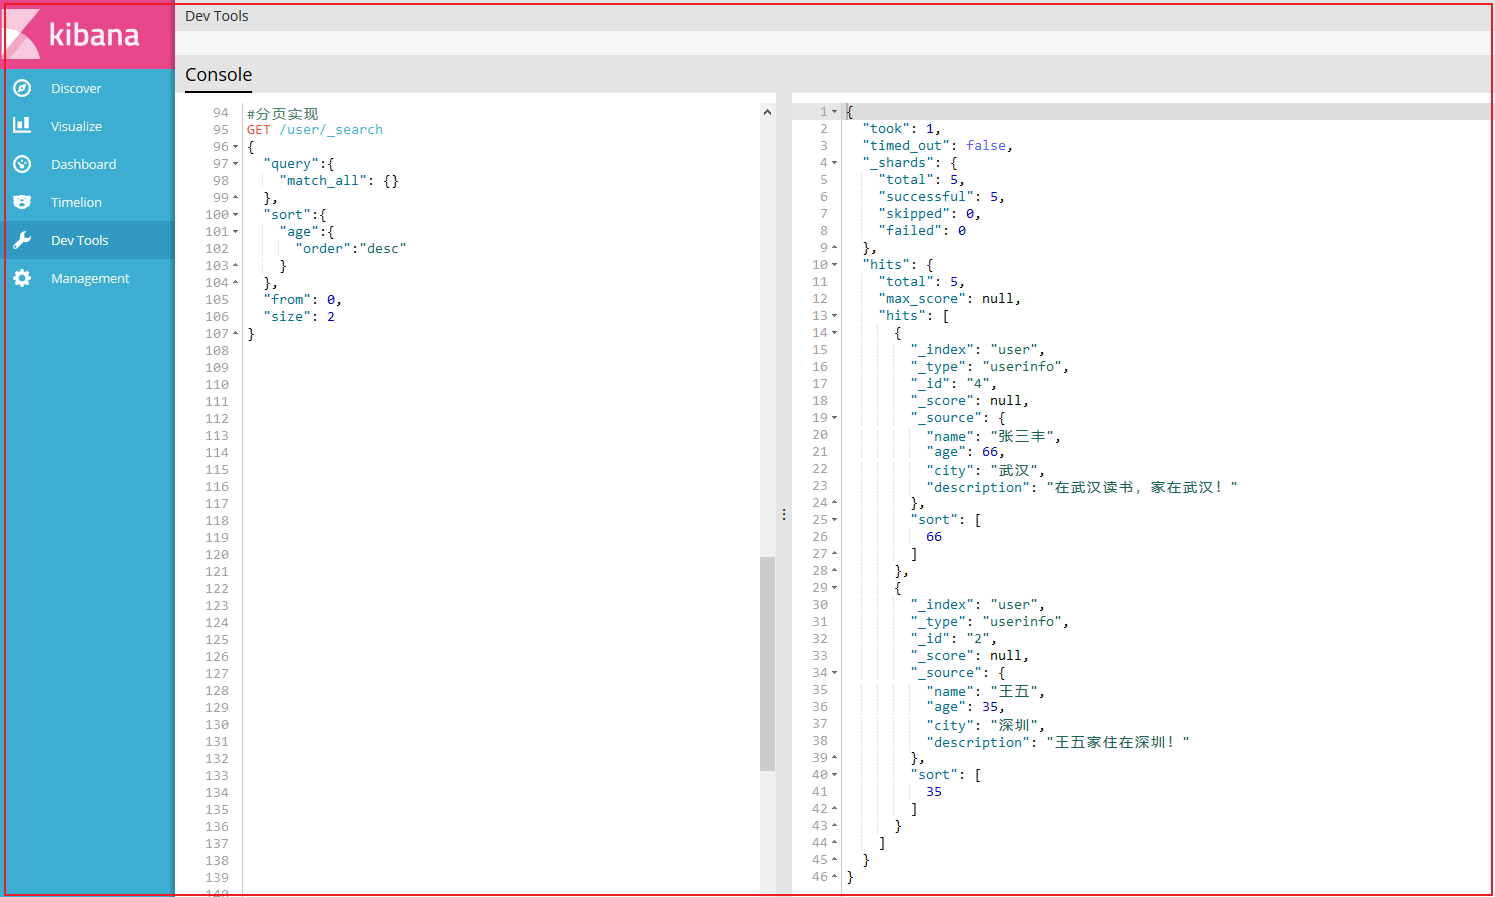 kibana
Discover
Visualize
Dashboard
Timelion
Dev Tools
Management
Dev Tools
Console
94 #分页实现
95 GET /user/_search
96 {
97 "query":{
98 "match_all": {}
99 },
100 "sort":{
101 "age":{
102 "order":"desc"
103 }
104 },
105 "from": 0,
106 "size": 2
107 }
108
109
110
111
112
113
114
115
116
117
118
119
120
121
122
123
124
125
126
127
128
129
130
131
132
133
134
135
136
137
138
139
140
1 {
2 "took": 1,
3 "timed_out": false,
4 "_shards": {
5 "total": 5,
6 "successful": 5,
7 "skipped": 0,
8 "failed": 0
9 },
10 "hits": {
11 "total": 5,
12 "max_score": null,
13 "hits": [
14 {
15 "_index": "user",
16 "_type": "userinfo",
17 "_id": "4",
18 "_score": null,
19 "_source": {
20 "name": "张三丰",
21 "age": 66,
22 "city": "武汉",
23 "description": "在武汉读书，家在武汉！"
24 },
25 "sort": [
26 66
27 ]
28 },
29 {
30 "_index": "user",
31 "_type": "userinfo",
32 "_id": "2",
33 "_score": null,
34 "_source": {
35 "name": "王五",
36 "age": 35,
37 "city": "深圳",
38 "description": "王五家住在深圳！"
39 },
40 "sort": [
41 35
42 ]
43 }
44 ]
45 }
46 }